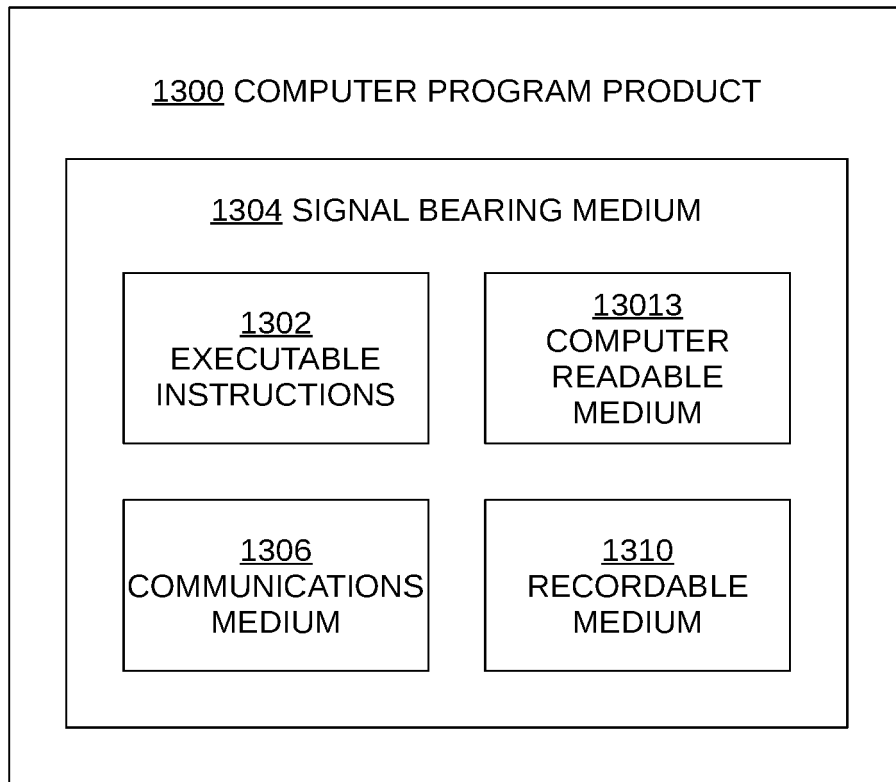 1300 COMPUTER PROGRAM PRODUCT
1304 SIGNAL BEARING MEDIUM
1302
EXECUTABLE
INSTRUCTIONS
13013
COMPUTER
READABLE
MEDIUM
1306
COMMUNICATIONS
MEDIUM
1310
RECORDABLE
MEDIUM